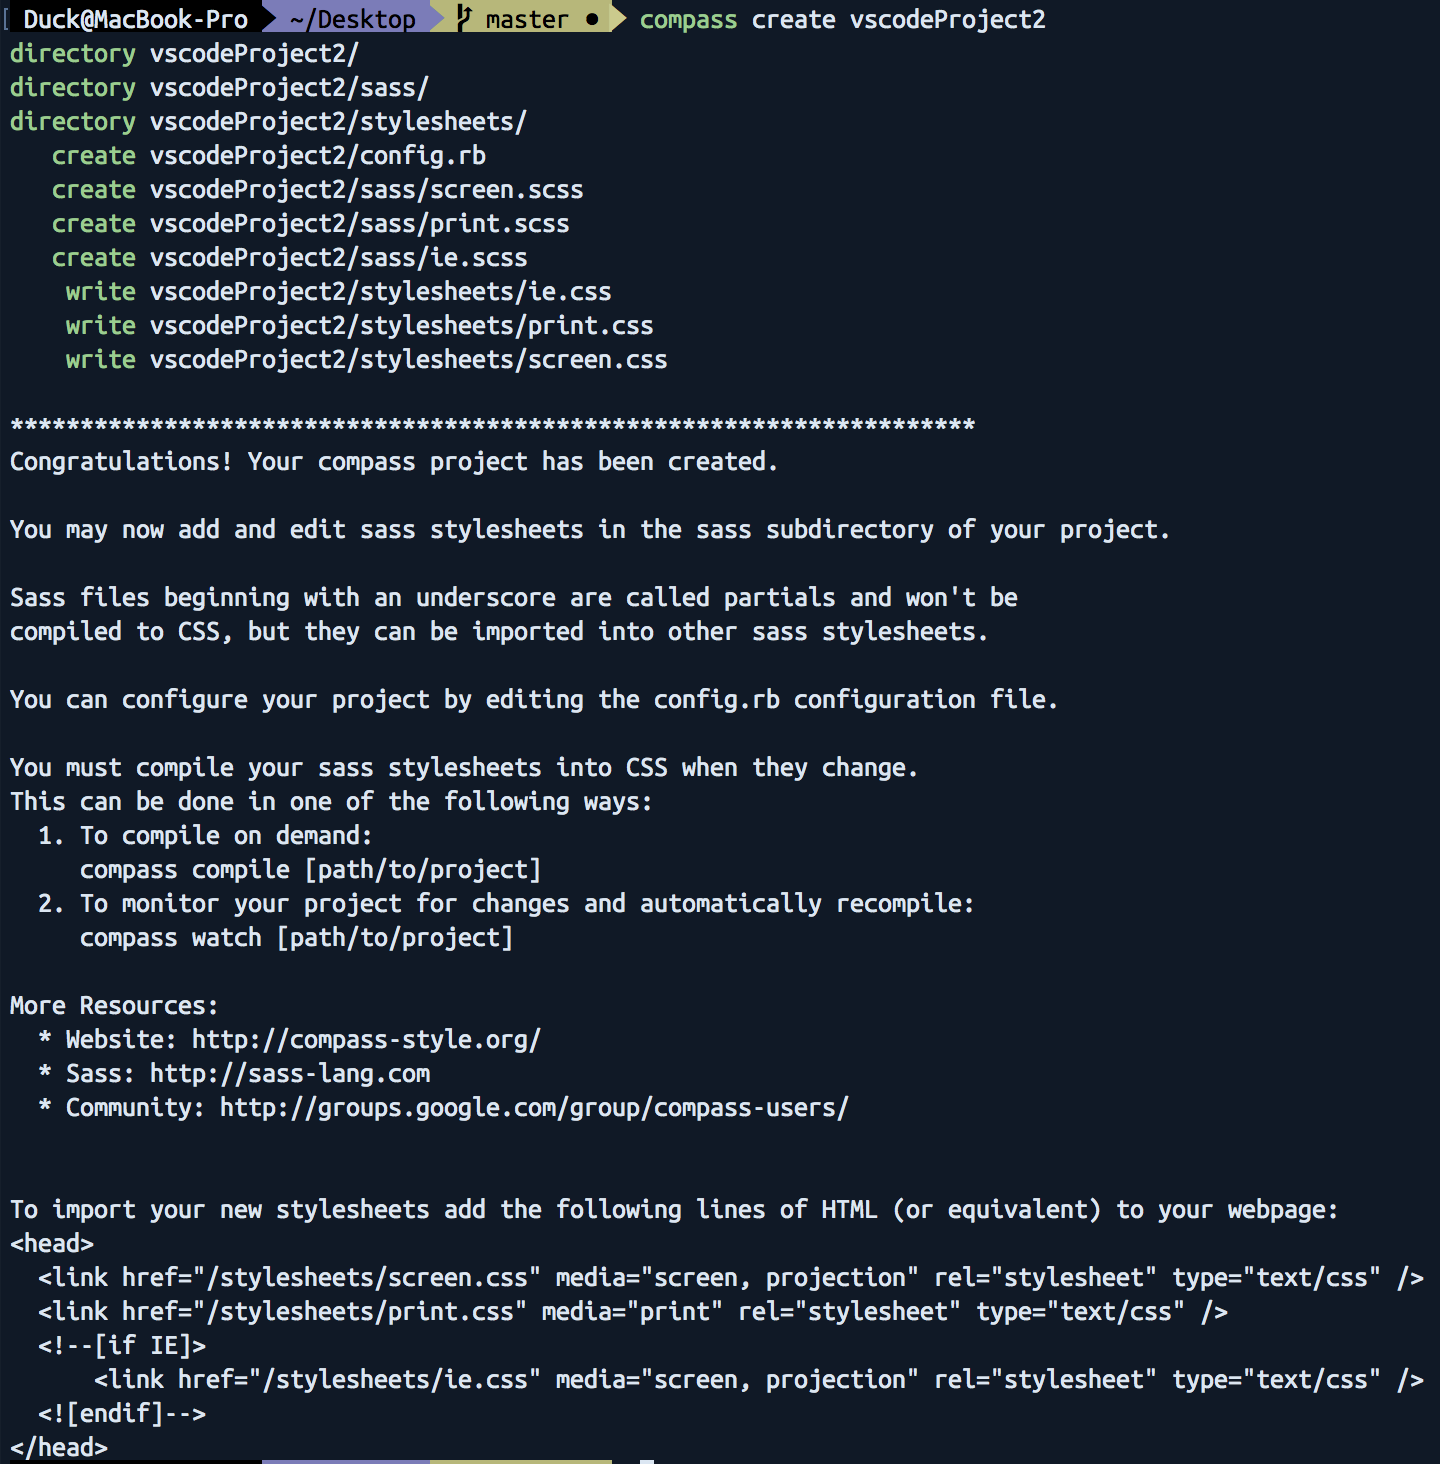 Duck@MacBook-Pro ~/Desktop master ● compass create vscodeProject2
directory vscodeProject2/
directory vscodeProject2/sass/
directory vscodeProject2/stylesheets/
create vscodeProject2/config.rb
create vscodeProject2/sass/screen.scss
create vscodeProject2/sass/print.scss
create vscodeProject2/sass/ie.scss
write vscodeProject2/stylesheets/ie.css
write vscodeProject2/stylesheets/print.css
write vscodeProject2/stylesheets/screen.css
*********************************************************************
Congratulations! Your compass project has been created.
You may now add and edit sass stylesheets in the sass subdirectory of your project.
Sass files beginning with an underscore are called partials and won't be
compiled to CSS, but they can be imported into other sass stylesheets.
You can configure your project by editing the config.rb configuration file.
You must compile your sass stylesheets into CSS when they change.
This can be done in one of the following ways:
1. To compile on demand:
compass compile [path/to/project]
2. To monitor your project for changes and automatically recompile:
compass watch [path/to/project]
More Resources:
* Website: http://compass-style.org/
* Sass: http://sass-lang.com
* Community: http://groups.google.com/group/compass-users/
To import your new stylesheets add the following lines of HTML (or equivalent) to your webpage:
<head>
<link href="/stylesheets/screen.css" media="screen, projection" rel="stylesheet" type="text/css" />
<link href="/stylesheets/print.css" media="print" rel="stylesheet" type="text/css" />
<!--[if IE]>
<link href="/stylesheets/ie.css" media="screen, projection" rel="stylesheet" type="text/css" />
<![endif]-->
</head>